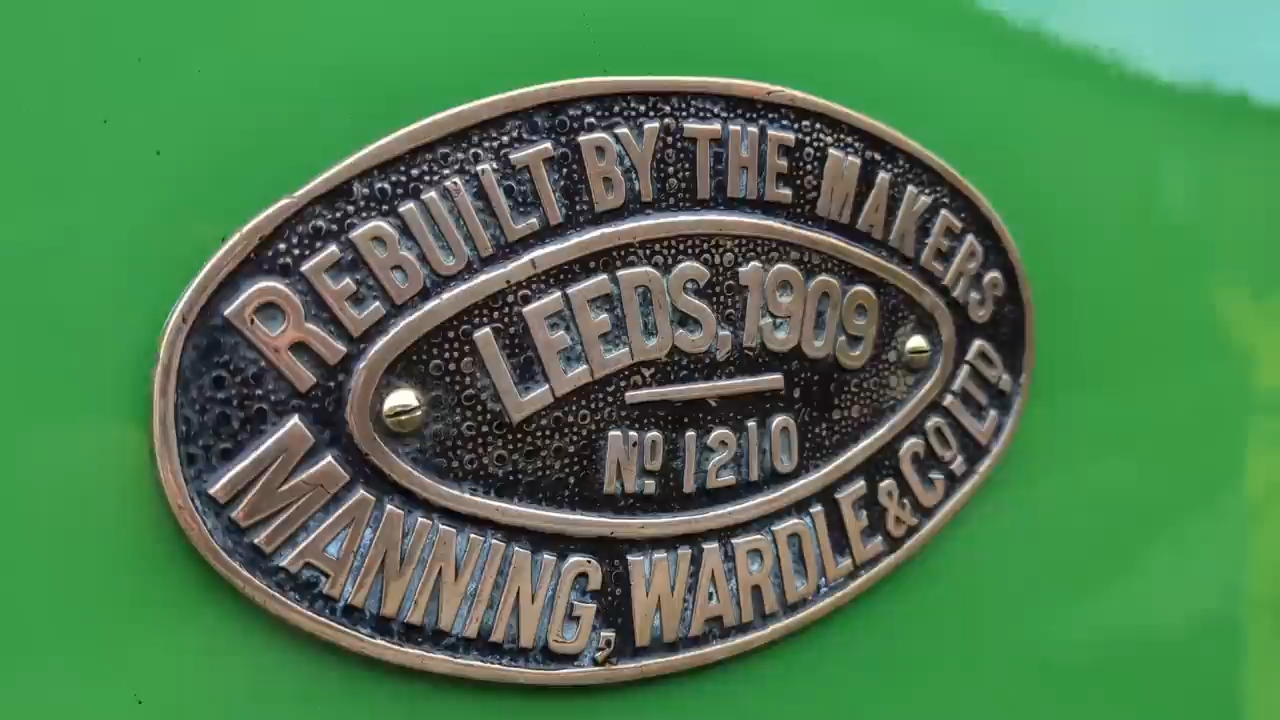 REBUILT BY THE MAKERS
LEEDS, 1909
No. 1210
MANNING, WARDLE & Co LTD